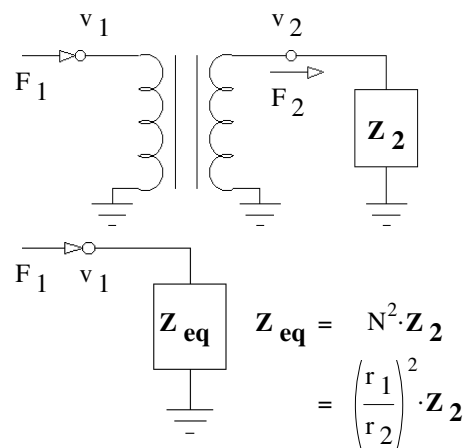 v 1 v 2
F 1 F 2
Z 2
F 1 v 1
Z eq Z eq = N²·Z 2
= (r 1 / r 2)² ·Z 2